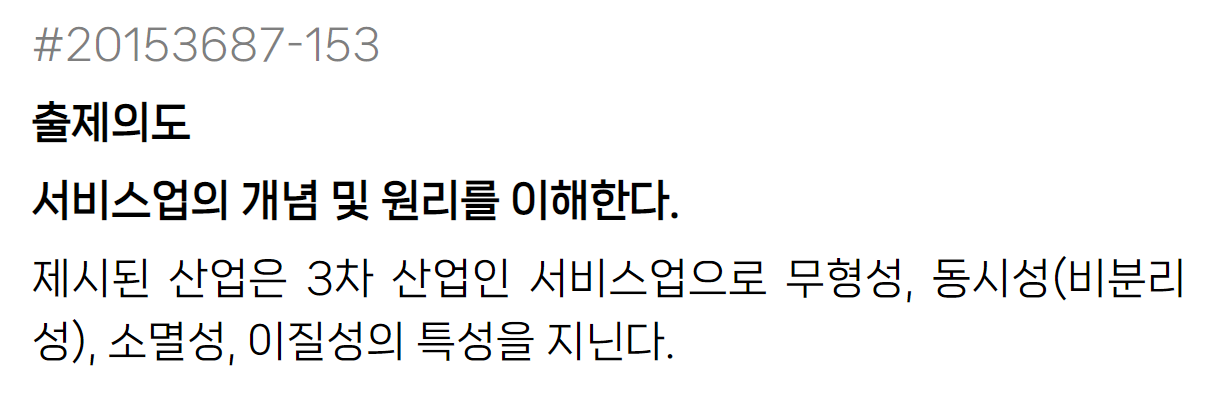 #20153687-153
출제의도
서비스업의 개념 및 원리를 이해한다.
제시된 산업은 3차 산업인 서비스업으로 무형성, 동시성(비분리
성), 소멸성, 이질성의 특성을 지닌다.